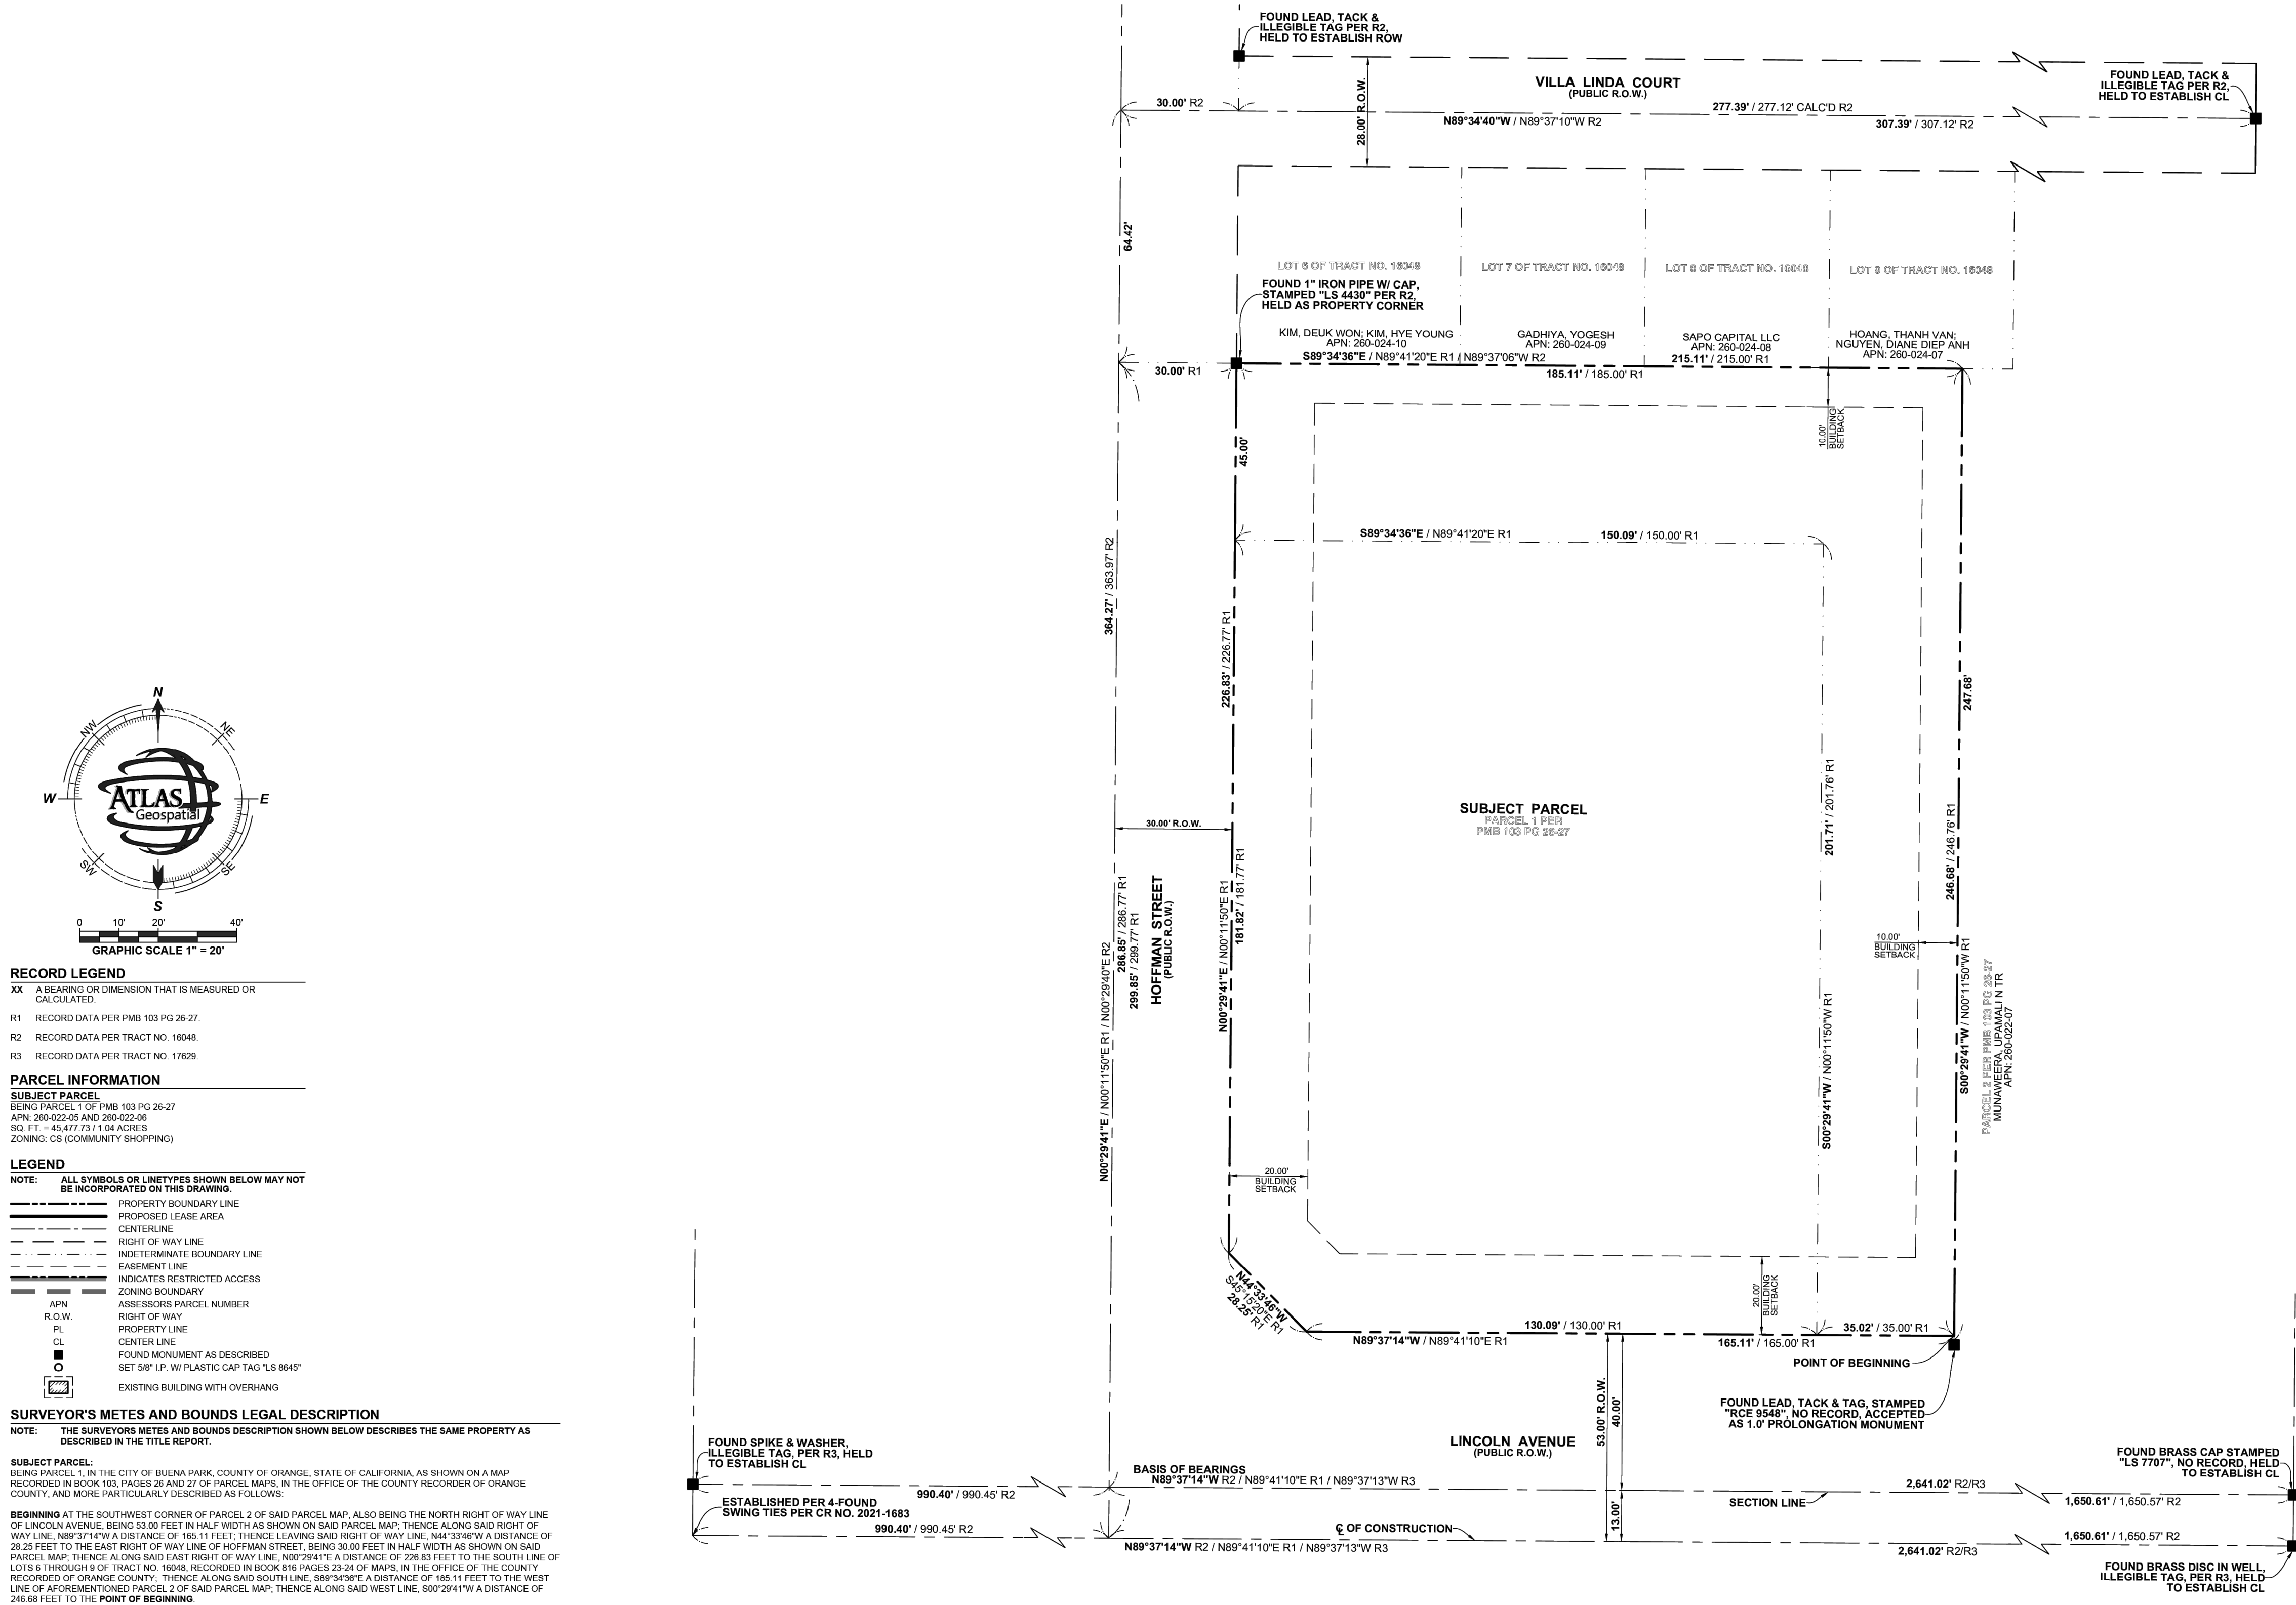 FOUND LEAD, TACK &
ILLEGIBLE TAG PER R2,
HELD TO ESTABLISH ROW
VILLA LINDA COURT
(PUBLIC R.O.W.)
FOUND LEAD, TACK &
ILLEGIBLE TAG PER R2,
HELD TO ESTABLISH CL
30.00' R2
28.00' R.O.W.
277.39' / 277.12' CALC'D R2
N89°34'40"W / N89°37'10"W R2
307.39' / 307.12' R2
64.42'
LOT 6 OF TRACT NO. 16048
LOT 7 OF TRACT NO. 16048
LOT 8 OF TRACT NO. 16048
LOT 9 OF TRACT NO. 16048
FOUND 1" IRON PIPE W/ CAP,
STAMPED "LS 4430" PER R2,
HELD AS PROPERTY CORNER
KIM, DEUK WON; KIM, HYE YOUNG
APN: 260-024-10
GADHIYA, YOGESH
APN: 260-024-09
SAPO CAPITAL LLC
APN: 260-024-08
HOANG, THANH VAN;
NGUYEN, DIANE DIEP ANH
APN: 260-024-07
S89°34'36"E / N89°41'20"E R1 / N89°37'06"W R2
215.11' / 215.00' R1
30.00' R1
185.11' / 185.00' R1
10.00'
BUILDING
SETBACK
45.00'
S89°34'36"E / N89°41'20"E R1
150.09' / 150.00' R1
364.27' / 363.97' R2
226.83' / 226.77' R1
247.68'
SUBJECT PARCEL
PARCEL 1 PER
PMB 103 PG 26-27
201.71' / 201.76' R1
246.68' / 246.76' R1
30.00' R.O.W.
N00°29'41"E / N00°11'50"E R1
181.82' / 181.77' R1
286.85' / 286.77' R1
299.85' / 299.77' R1
HOFFMAN STREET
(PUBLIC R.O.W.)
N00°29'41"E / N00°11'50"E R1 / N00°29'40"E R2
10.00'
BUILDING
SETBACK
S00°29'41"W / N00°11'50"W R1
S00°29'41"W / N00°11'50"W R1
PARCEL 2 PER PMB 103 PG 26-27
MUNAWEERA, UPAMALI N TR
APN: 260-022-07
20.00'
BUILDING
SETBACK
20.00'
BUILDING
SETBACK
N44°33'46"W
S45°15'20"E R1
28.25' R1
130.09' / 130.00' R1
35.02' / 35.00' R1
N89°37'14"W / N89°41'10"E R1
165.11' / 165.00' R1
POINT OF BEGINNING
FOUND LEAD, TACK & TAG, STAMPED
"RCE 9548", NO RECORD, ACCEPTED
AS 1.0' PROLONGATION MONUMENT
53.00' R.O.W.
40.00'
13.00'
LINCOLN AVENUE
(PUBLIC R.O.W.)
FOUND SPIKE & WASHER,
ILLEGIBLE TAG, PER R3, HELD
TO ESTABLISH CL
BASIS OF BEARINGS
N89°37'14"W R2 / N89°41'10"E R1 / N89°37'13"W R3
990.40' / 990.45' R2
ESTABLISHED PER 4-FOUND
SWING TIES PER CR NO. 2021-1683
990.40' / 990.45' R2
N89°37'14"W R2 / N89°41'10"E R1 / N89°37'13"W R3
CL OF CONSTRUCTION
SECTION LINE
2,641.02' R2/R3
1,650.61' / 1,650.57' R2
1,650.61' / 1,650.57' R2
2,641.02' R2/R3
FOUND BRASS CAP STAMPED
"LS 7707", NO RECORD, HELD
TO ESTABLISH CL
FOUND BRASS DISC IN WELL,
ILLEGIBLE TAG, PER R3, HELD
TO ESTABLISH CL
N
NW
NE
W
E
SW
SE
S
ATLAS
Geospatial
0 10' 20' 40'
GRAPHIC SCALE 1" = 20'
RECORD LEGEND
XX A BEARING OR DIMENSION THAT IS MEASURED OR
CALCULATED.
R1 RECORD DATA PER PMB 103 PG 26-27.
R2 RECORD DATA PER TRACT NO. 16048.
R3 RECORD DATA PER TRACT NO. 17629.
PARCEL INFORMATION
SUBJECT PARCEL
BEING PARCEL 1 OF PMB 103 PG 26-27
APN: 260-022-05 AND 260-022-06
SQ. FT. = 45,477.73 / 1.04 ACRES
ZONING: CS (COMMUNITY SHOPPING)
LEGEND
NOTE: ALL SYMBOLS OR LINETYPES SHOWN BELOW MAY NOT
BE INCORPORATED ON THIS DRAWING.
PROPERTY BOUNDARY LINE
PROPOSED LEASE AREA
CENTERLINE
RIGHT OF WAY LINE
INDETERMINATE BOUNDARY LINE
EASEMENT LINE
INDICATES RESTRICTED ACCESS
ZONING BOUNDARY
APN ASSESSORS PARCEL NUMBER
R.O.W. RIGHT OF WAY
PL PROPERTY LINE
CL CENTER LINE
FOUND MONUMENT AS DESCRIBED
SET 5/8" I.P. W/ PLASTIC CAP TAG "LS 8645"
EXISTING BUILDING WITH OVERHANG
SURVEYOR'S METES AND BOUNDS LEGAL DESCRIPTION
NOTE: THE SURVEYORS METES AND BOUNDS DESCRIPTION SHOWN BELOW DESCRIBES THE SAME PROPERTY AS
DESCRIBED IN THE TITLE REPORT.
SUBJECT PARCEL:
BEING PARCEL 1, IN THE CITY OF BUENA PARK, COUNTY OF ORANGE, STATE OF CALIFORNIA, AS SHOWN ON A MAP
RECORDED IN BOOK 103, PAGES 26 AND 27 OF PARCEL MAPS, IN THE OFFICE OF THE COUNTY RECORDER OF ORANGE
COUNTY, AND MORE PARTICULARLY DESCRIBED AS FOLLOWS:
BEGINNING AT THE SOUTHWEST CORNER OF PARCEL 2 OF SAID PARCEL MAP, ALSO BEING THE NORTH RIGHT OF WAY LINE
OF LINCOLN AVENUE, BEING 53.00 FEET IN HALF WIDTH AS SHOWN ON SAID PARCEL MAP; THENCE ALONG SAID RIGHT OF
WAY LINE, N89°37'14"W A DISTANCE OF 165.11 FEET; THENCE LEAVING SAID RIGHT OF WAY LINE, N44°33'46"W A DISTANCE OF
28.25 FEET TO THE EAST RIGHT OF WAY LINE OF HOFFMAN STREET, BEING 30.00 FEET IN HALF WIDTH AS SHOWN ON SAID
PARCEL MAP; THENCE ALONG SAID EAST RIGHT OF WAY LINE, N00°29'41"E A DISTANCE OF 226.83 FEET TO THE SOUTH LINE OF
LOTS 6 THROUGH 9 OF TRACT NO. 16048, RECORDED IN BOOK 816 PAGES 23-24 OF MAPS, IN THE OFFICE OF THE COUNTY
RECORDED OF ORANGE COUNTY; THENCE ALONG SAID SOUTH LINE, S89°34'36"E A DISTANCE OF 185.11 FEET TO THE WEST
LINE OF AFOREMENTIONED PARCEL 2 OF SAID PARCEL MAP; THENCE ALONG SAID WEST LINE, S00°29'41"W A DISTANCE OF
246.68 FEET TO THE POINT OF BEGINNING.